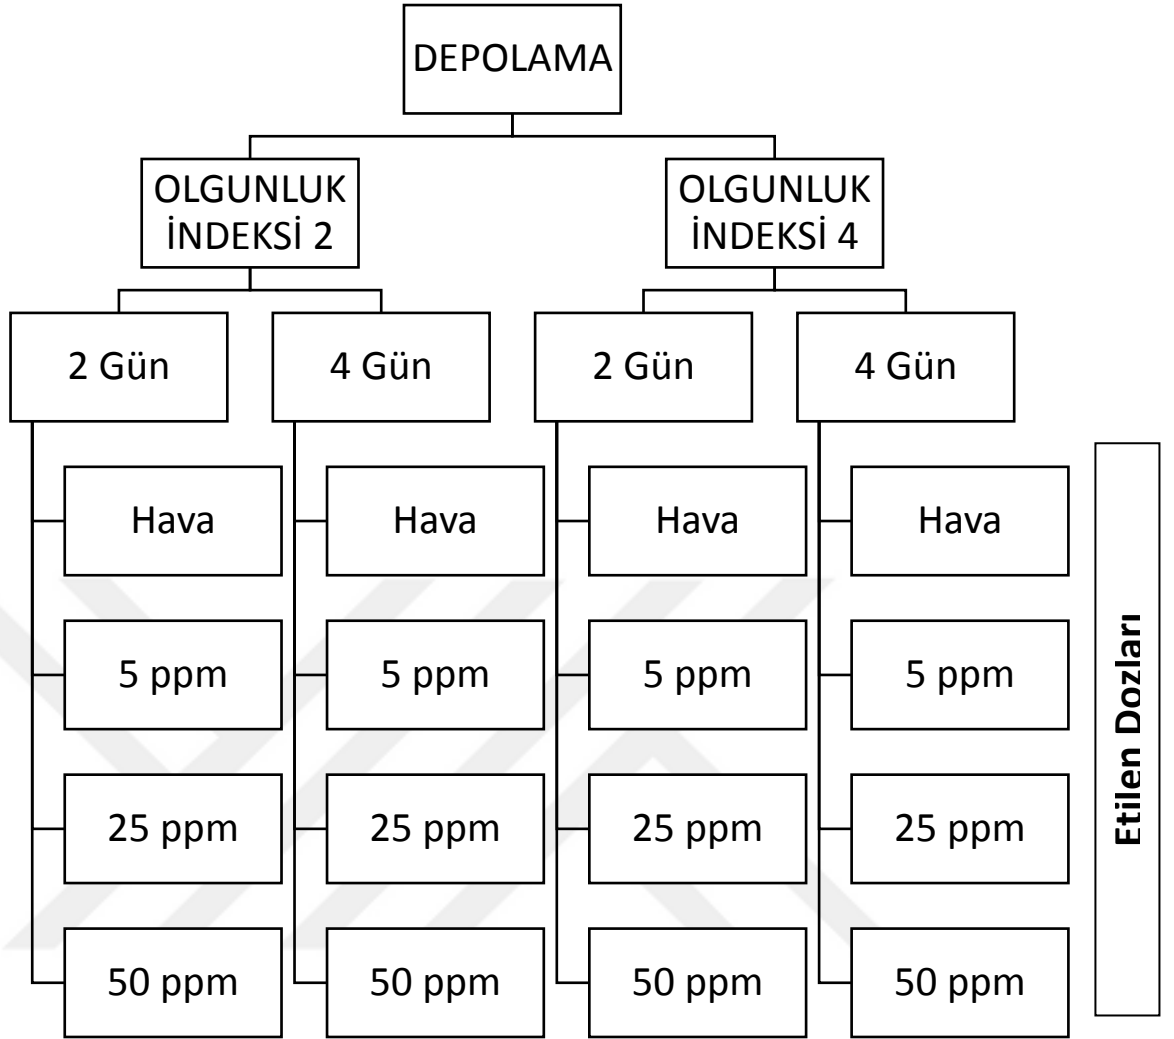 DEPOLAMA
OLGUNLUK
İNDEKSİ 2
OLGUNLUK
İNDEKSİ 4
2 Gün
4 Gün
2 Gün
4 Gün
Hava
Hava
Hava
Hava
5 ppm
5 ppm
5 ppm
5 ppm
25 ppm
25 ppm
25 ppm
25 ppm
50 ppm
50 ppm
50 ppm
50 ppm
Etilen Dozları